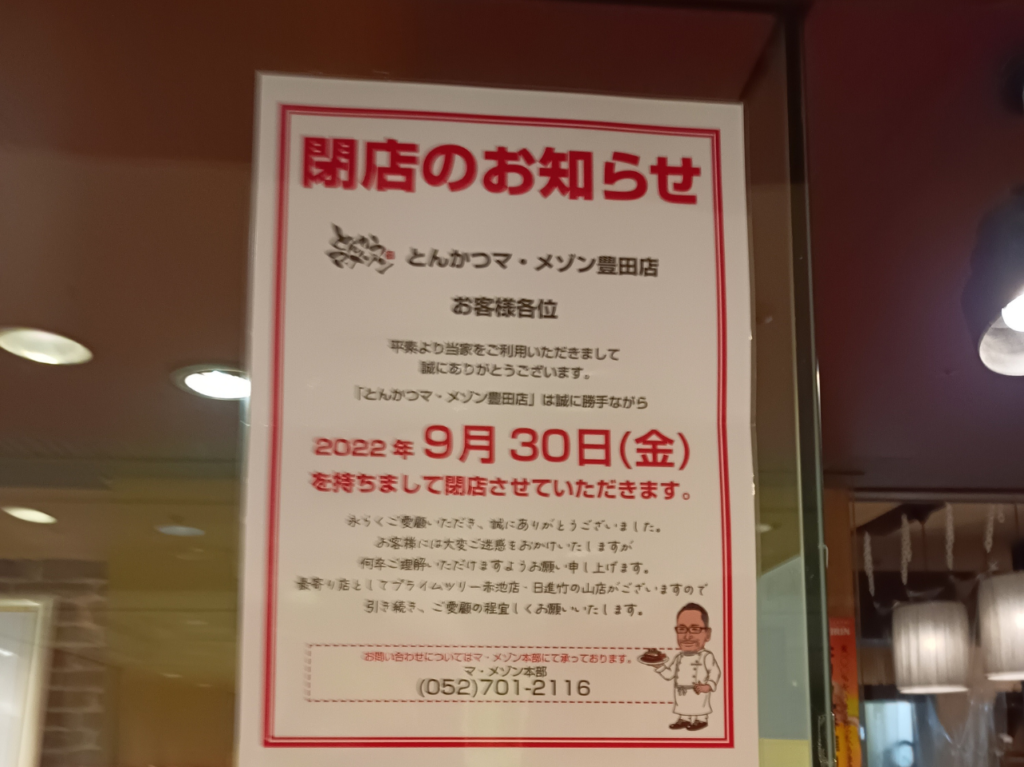 閉店のお知らせ
とんかつ
マ・メゾン
とんかつマ・メゾン豊田店
お客様各位
平素より当家をご利用いただきまして
誠にありがとうございます。
「とんかつマ・メゾン豊田店」は誠に勝手ながら
2022年 9月30日(金)
を持ちまして閉店させていただきます。
永らくご愛顧いただき、誠にありがとうございました。
お客様には大変ご迷惑をおかけいたしますが
何卒ご理解いただけますようお願い申し上げます。
最寄り店としてプライムツリー赤池店・日進竹の山店がございますので
引き続き、ご愛顧の程宜しくお願いいたします。
お問い合わせについてはマ・メゾン本部にて承っております。
マ・メゾン本部
(052)701-2116